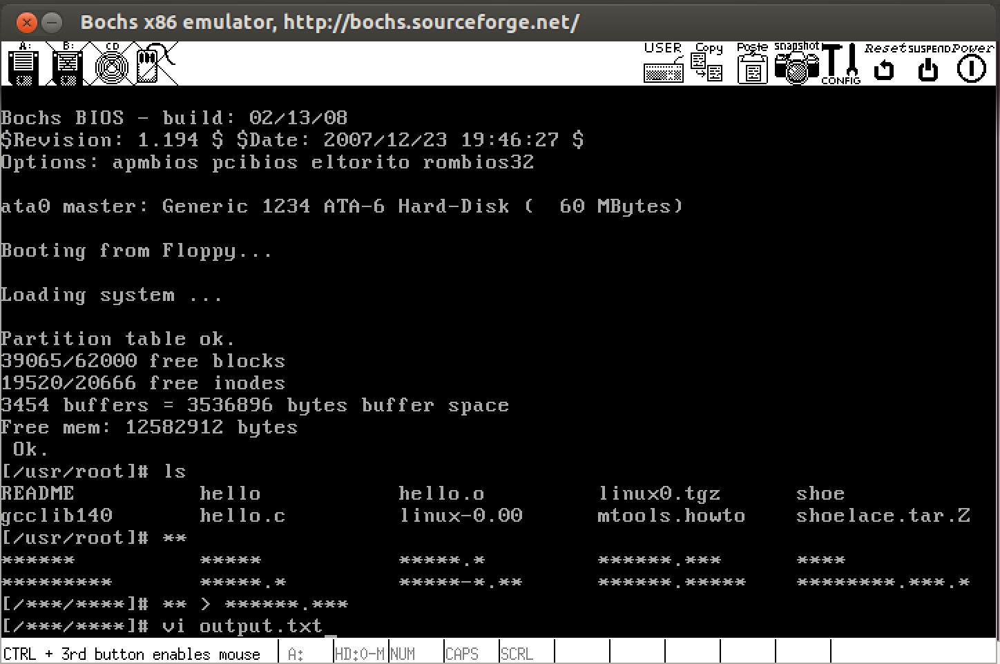 Bochs x86 emulator, http://bochs.sourceforge.net/
A: B: CD USER Copy Paste snapshot CONFIG Reset SUSPEND Power
Bochs BIOS - build: 02/13/08
$Revision: 1.194 $ $Date: 2007/12/23 19:46:27 $
Options: apmbios pcibios eltorito rombios32
ata0 master: Generic 1234 ATA-6 Hard-Disk (  60 MBytes)
Booting from Floppy...
Loading system ...
Partition table ok.
39065/62000 free blocks
19520/20666 free inodes
3454 buffers = 3536896 bytes buffer space
Free mem: 12582912 bytes
 Ok.
[/usr/root]# ls
README          hello           hello.o         linux0.tgz      shoe
gcclib140       hello.c         linux-0.00      mtools.howto    shoelace.tar.Z
[/usr/root]# **
******          *****           *****.*         ******.***      ****
*********       *****.*         *****-*.**      ******.*****    ********.***.*
[/***/****]# ** > ******.***
[/***/****]# vi output.txt_
CTRL + 3rd button enables mouse A: HD:0-M NUM CAPS SCRL